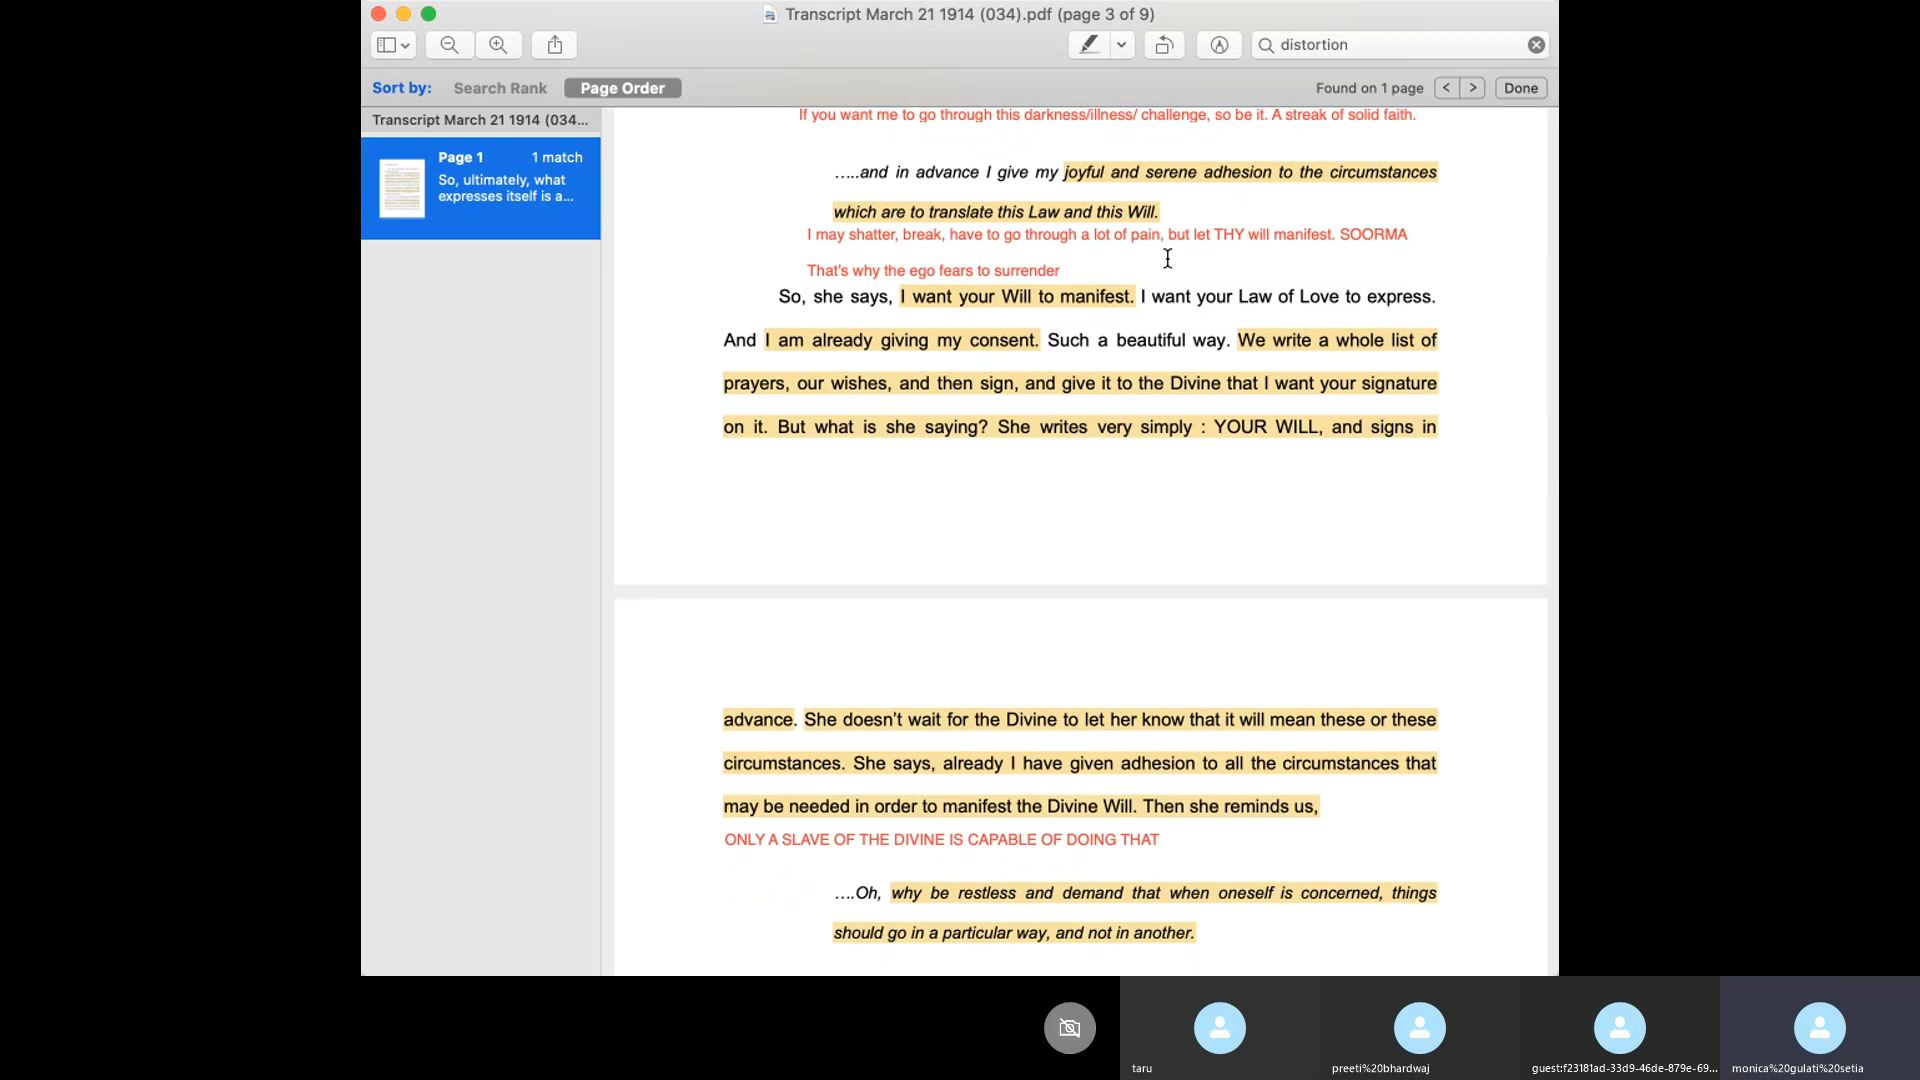 Transcript March 21 1914 (034).pdf (page 3 of 9)
distortion
Sort by: Search Rank Page Order Found on 1 page < > Done
Transcript March 21 1914 (034...
Page 1 1 match
So, ultimately, what
expresses itself is a...
If you want me to go through this darkness/illness/ challenge, so be it. A streak of solid faith.
…..and in advance I give my joyful and serene adhesion to the circumstances
which are to translate this Law and this Will.
I may shatter, break, have to go through a lot of pain, but let THY will manifest. SOORMA
That's why the ego fears to surrender
So, she says, I want your Will to manifest. I want your Law of Love to express.
And I am already giving my consent. Such a beautiful way. We write a whole list of
prayers, our wishes, and then sign, and give it to the Divine that I want your signature
on it. But what is she saying? She writes very simply : YOUR WILL, and signs in
advance. She doesn't wait for the Divine to let her know that it will mean these or these
circumstances. She says, already I have given adhesion to all the circumstances that
may be needed in order to manifest the Divine Will. Then she reminds us,
ONLY A SLAVE OF THE DIVINE IS CAPABLE OF DOING THAT
….Oh, why be restless and demand that when oneself is concerned, things
should go in a particular way, and not in another.
taru
preeti%20bhardwaj
guest:f23181ad-33d9-46de-879e-69...
monica%20gulati%20setia